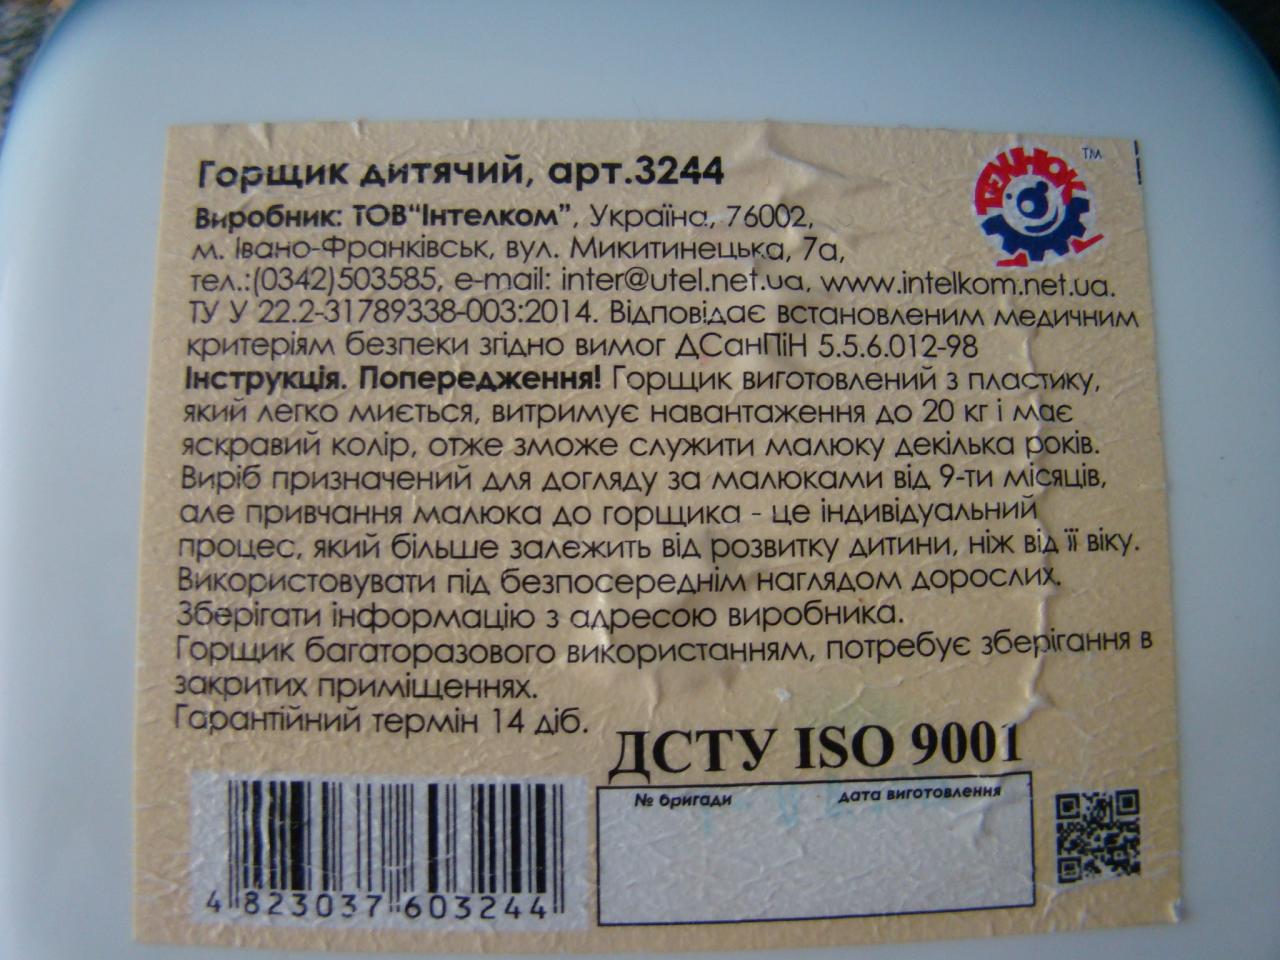 Горщик дитячий, арт.3244
ТЕХНОК
TM
Виробник: ТОВ"Інтелком", Україна, 76002,
м. Івано-Франківськ, вул. Микитинецька, 7а,
тел.:(0342)503585, e-mail: inter@utel.net.ua, www.intelkom.net.ua.
ТУ У 22.2-31789338-003:2014. Відповідає встановленим медичним
критеріям безпеки згідно вимог ДСанПіН 5.5.6.012-98
Інструкція. Попередження! Горщик виготовлений з пластику,
який легко миється, витримує навантаження до 20 кг і має
яскравий колір, отже зможе служити малюку декілька років.
Виріб призначений для догляду за малюками від 9-ти місяців,
але привчання малюка до горщика - це індивідуальний
процес, який більше залежить від розвитку дитини, ніж від її віку.
Використовувати під безпосереднім наглядом дорослих.
Зберігати інформацію з адресою виробника.
Горщик багаторазового використанням, потребує зберігання в
закритих приміщеннях.
Гарантійний термін 14 діб.
ДСТУ ISO 9001
№ бригади дата виготовлення
4 823037 603244